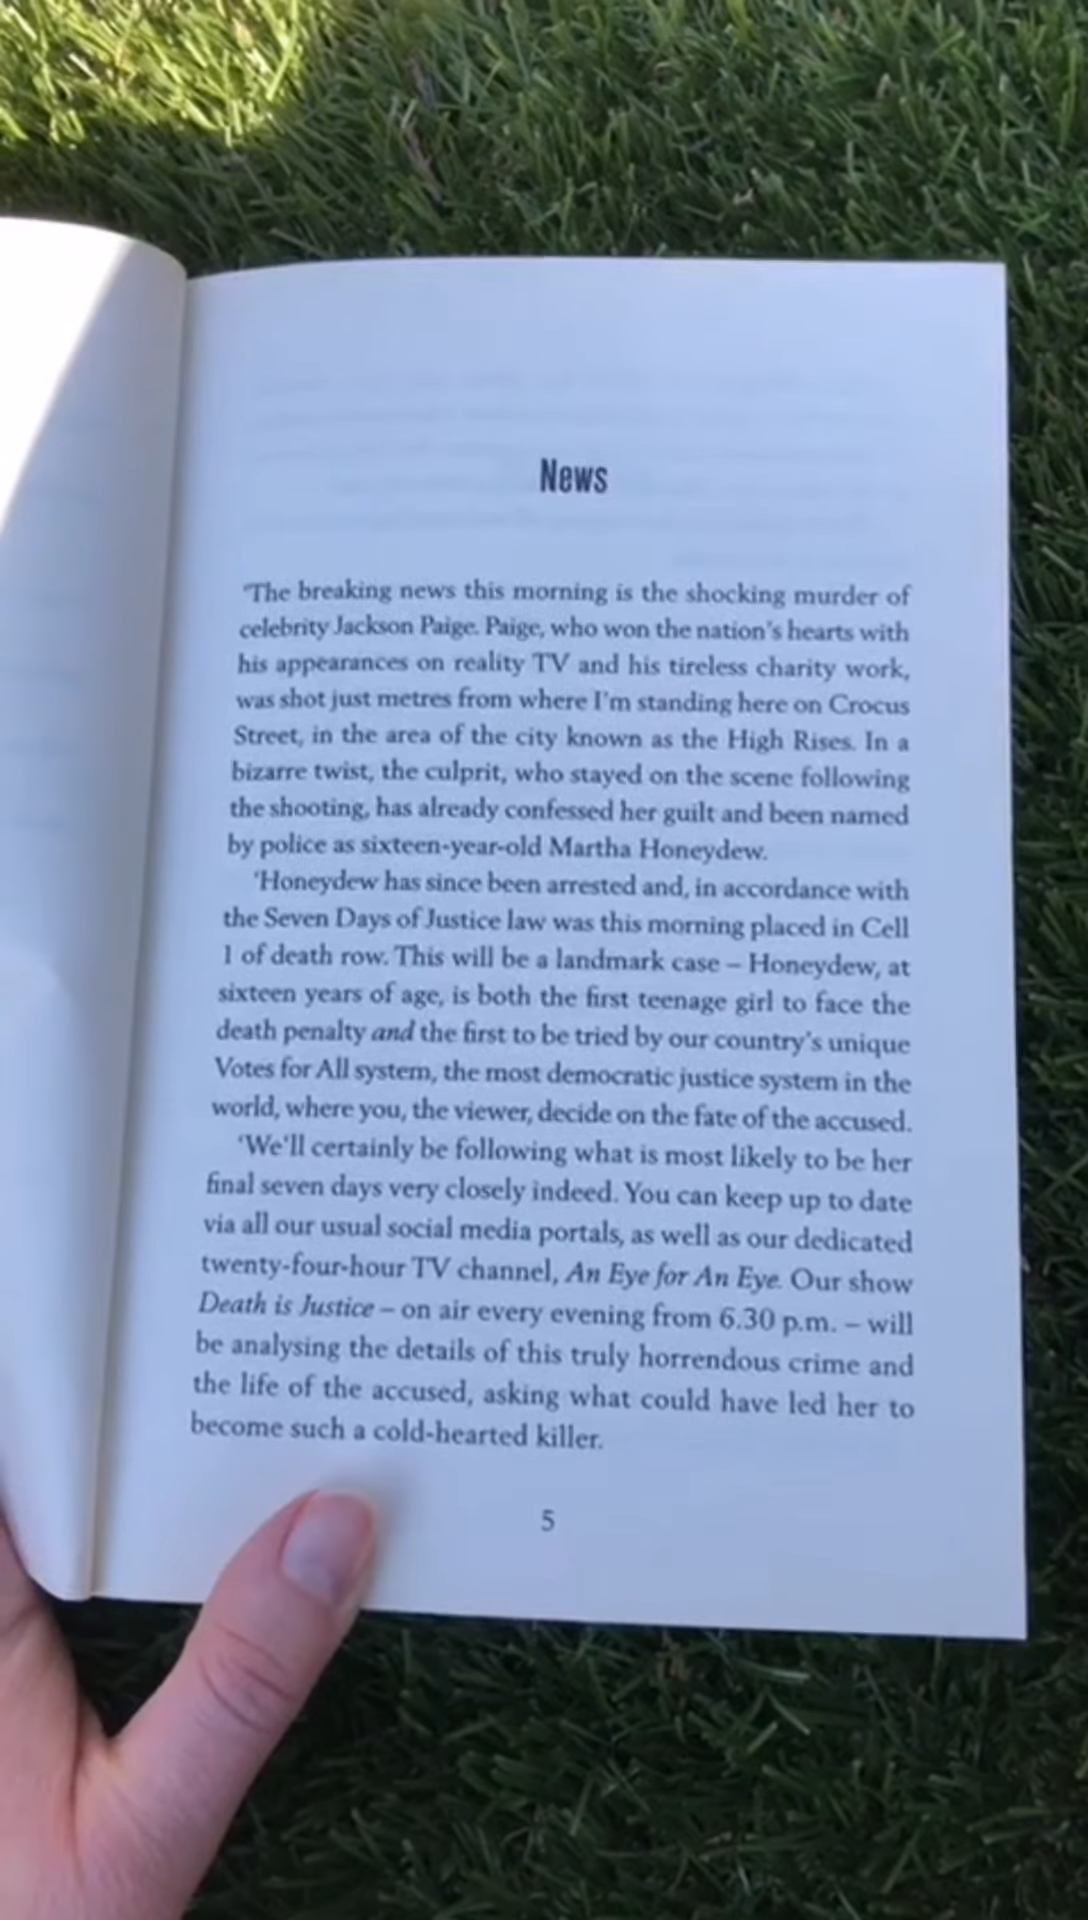 News
'The breaking news this morning is the shocking murder of
celebrity Jackson Paige. Paige, who won the nation's hearts with
his appearances on reality TV and his tireless charity work,
was shot just metres from where I'm standing here on Crocus
Street, in the area of the city known as the High Rises. In a
bizarre twist, the culprit, who stayed on the scene following
the shooting, has already confessed her guilt and been named
by police as sixteen-year-old Martha Honeydew.
'Honeydew has since been arrested and, in accordance with
the Seven Days of Justice law was this morning placed in Cell
1 of death row. This will be a landmark case – Honeydew, at
sixteen years of age, is both the first teenage girl to face the
death penalty and the first to be tried by our country's unique
Votes for All system, the most democratic justice system in the
world, where you, the viewer, decide on the fate of the accused.
'We'll certainly be following what is most likely to be her
final seven days very closely indeed. You can keep up to date
via all our usual social media portals, as well as our dedicated
twenty-four-hour TV channel, An Eye for An Eye. Our show
Death is Justice – on air every evening from 6.30 p.m. – will
be analysing the details of this truly horrendous crime and
the life of the accused, asking what could have led her to
become such a cold-hearted killer.
5